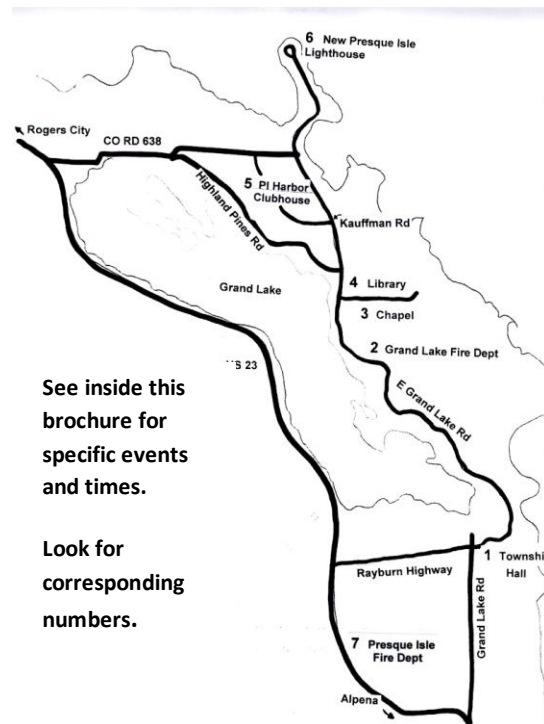 6 New Presque Isle
Lighthouse
Rogers City
CO RD 638
5 PI Harbor
Clubhouse
Highland Pines Rd
Kauffman Rd
4 Library
Grand Lake
3 Chapel
2 Grand Lake Fire Dept
S 23
E Grand Lake Rd
See inside this
brochure for
specific events
and times.
Look for
corresponding
numbers.
1 Townshi
Hall
Rayburn Highway
Grand Lake Rd
7 Presque Isle
Fire Dept
Alpena